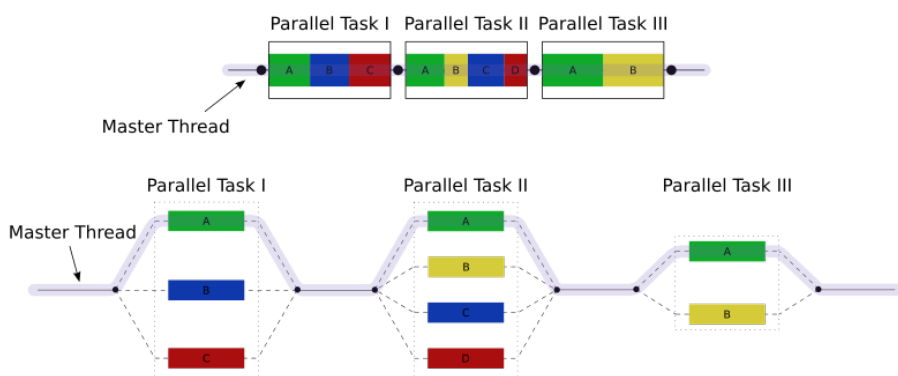 Parallel Task I Parallel Task II Parallel Task III
A B C A B C D A B
Master Thread
Parallel Task I Parallel Task II Parallel Task III
A A
Master Thread
A
B
B
C
B
C D